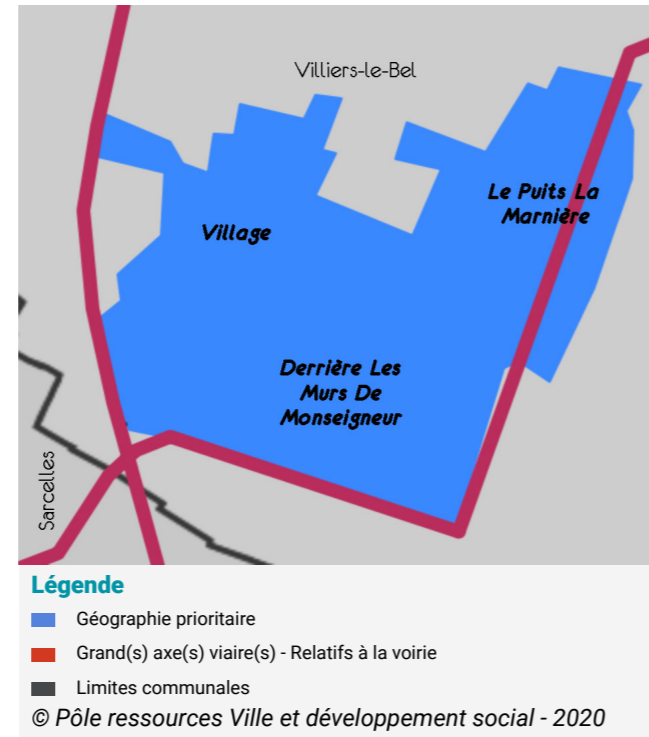 Villiers-le-Bel
Le Puits La
Marnière
Village
Derrière Les
Murs De
Monseigneur
Sarcelles
Légende
Géographie prioritaire
Grand(s) axe(s) viaire(s) - Relatifs à la voirie
Limites communales
© Pôle ressources Ville et développement social - 2020